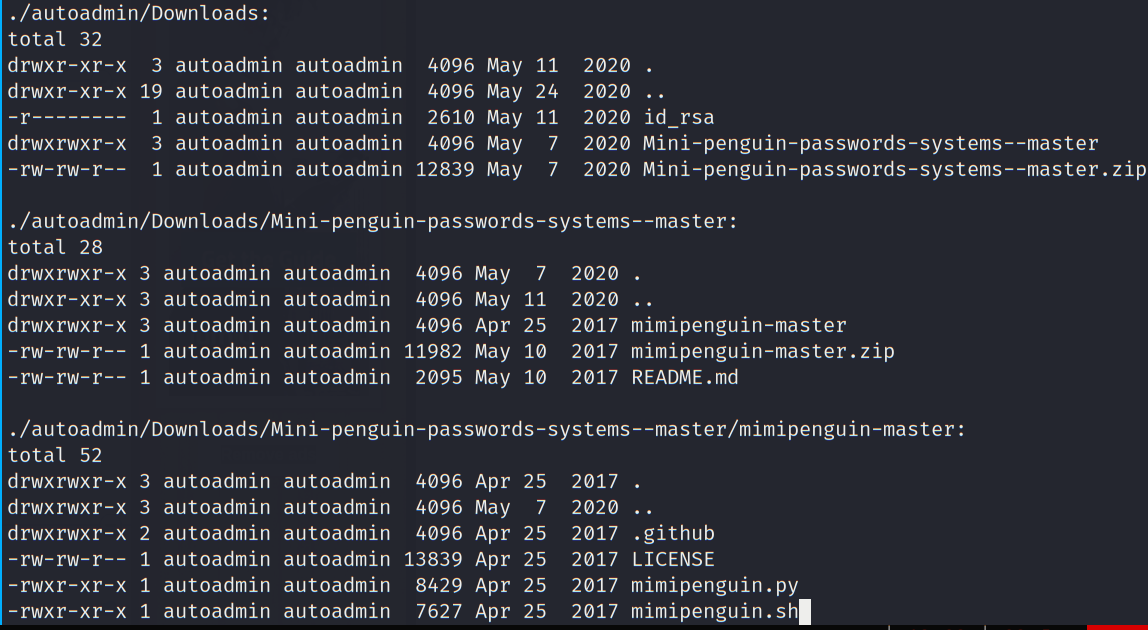 ./autoadmin/Downloads:
total 32
drwxr-xr-x  3 autoadmin autoadmin  4096 May 11  2020 .
drwxr-xr-x 19 autoadmin autoadmin  4096 May 24  2020 ..
-r--------  1 autoadmin autoadmin  2610 May 11  2020 id_rsa
drwxr-xr-x  3 autoadmin autoadmin  4096 May  7  2020 Mini-penguin-passwords-systems--master
-rw-rw-r--  1 autoadmin autoadmin 12839 May  7  2020 Mini-penguin-passwords-systems--master.zip

./autoadmin/Downloads/Mini-penguin-passwords-systems--master:
total 28
drwxrwxr-x 3 autoadmin autoadmin  4096 May  7  2020 .
drwxr-xr-x 3 autoadmin autoadmin  4096 May 11  2020 ..
drwxrwxr-x 3 autoadmin autoadmin  4096 Apr 25  2017 mimipenguin-master
-rw-rw-r-- 1 autoadmin autoadmin 11982 May 10  2017 mimipenguin-master.zip
-rw-rw-r-- 1 autoadmin autoadmin  2095 May 10  2017 README.md

./autoadmin/Downloads/Mini-penguin-passwords-systems--master/mimipenguin-master:
total 52
drwxrwxr-x 3 autoadmin autoadmin  4096 Apr 25  2017 .
drwxrwxr-x 3 autoadmin autoadmin  4096 May  7  2020 ..
drwxrwxr-x 2 autoadmin autoadmin  4096 Apr 25  2017 .github
-rw-rw-r-- 1 autoadmin autoadmin 13839 Apr 25  2017 LICENSE
-rwxr-xr-x 1 autoadmin autoadmin  8429 Apr 25  2017 mimipenguin.py
-rwxr-xr-x 1 autoadmin autoadmin  7627 Apr 25  2017 mimipenguin.sh